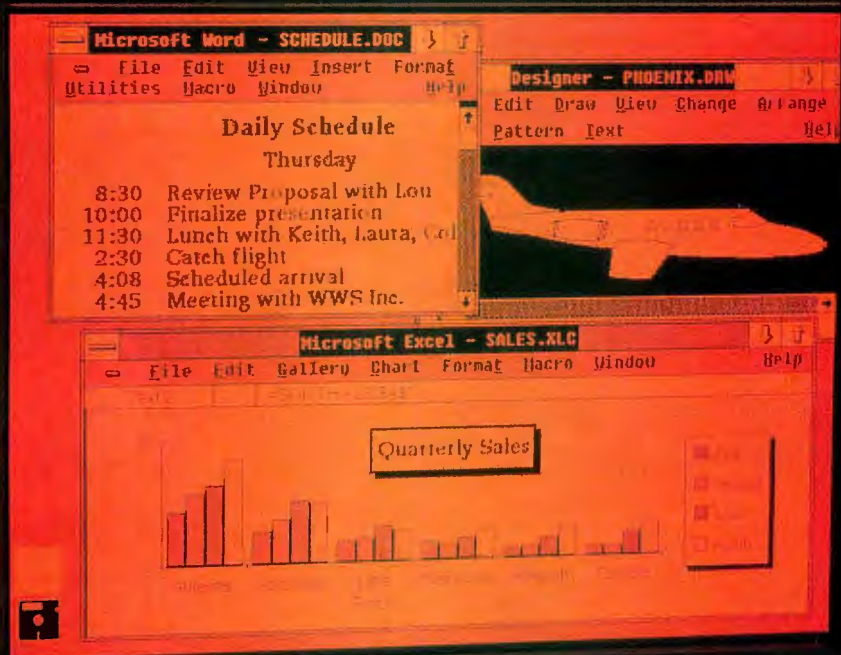 Microsoft Word - SCHEDULE.DOC
File Edit View Insert Format
Utilities Macro Window Help
Daily Schedule
Thursday
8:30 Review Proposal with Lou
10:00 Finalize presentation
11:30 Lunch with Keith, Laura,
2:30 Catch flight
4:08 Scheduled arrival
4:45 Meeting with WWS Inc.
Designer - PHOENIX.DRW
Edit Draw View Change Arrange
Pattern Text Help
Microsoft Excel - SALES.XLC
File Edit Gallery Chart Format Macro Window Help
Quarterly Sales